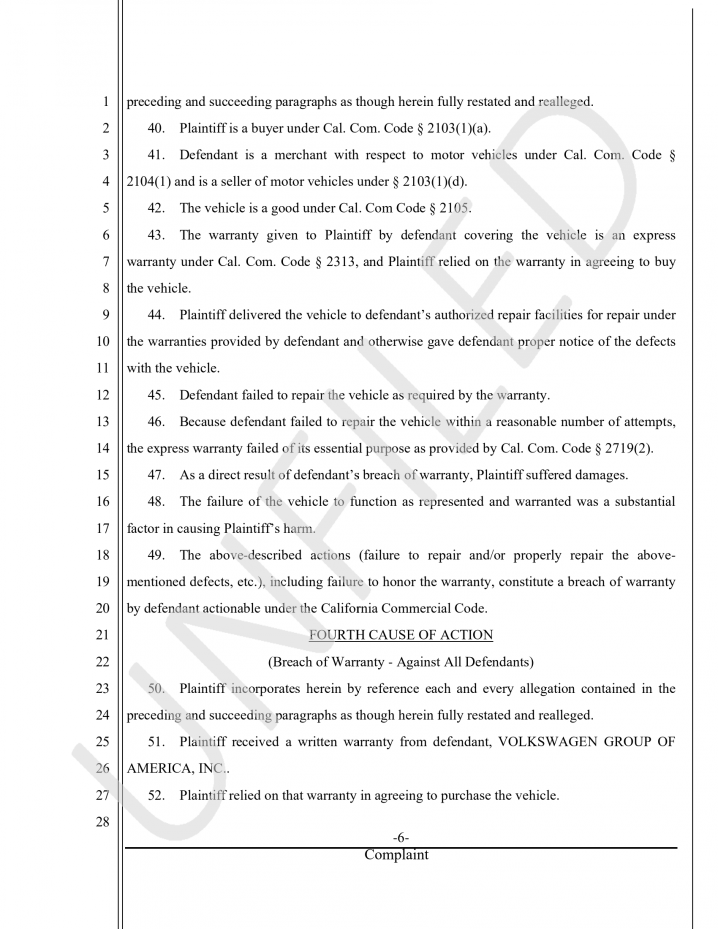 1 preceding and succeeding paragraphs as though herein fully restated and realleged.
2 40. Plaintiff is a buyer under Cal. Com. Code § 2103(1)(a).
3 41. Defendant is a merchant with respect to motor vehicles under Cal. Com. Code §
4 2104(1) and is a seller of motor vehicles under § 2103(1)(d).
5 42. The vehicle is a good under Cal. Com Code § 2105.
6 43. The warranty given to Plaintiff by defendant covering the vehicle is an express
7 warranty under Cal. Com. Code § 2313, and Plaintiff relied on the warranty in agreeing to buy
8 the vehicle.
9 44. Plaintiff delivered the vehicle to defendant’s authorized repair facilities for repair under
10 the warranties provided by defendant and otherwise gave defendant proper notice of the defects
11 with the vehicle.
12 45. Defendant failed to repair the vehicle as required by the warranty.
13 46. Because defendant failed to repair the vehicle within a reasonable number of attempts,
14 the express warranty failed of its essential purpose as provided by Cal. Com. Code § 2719(2).
15 47. As a direct result of defendant’s breach of warranty, Plaintiff suffered damages.
16 48. The failure of the vehicle to function as represented and warranted was a substantial
17 factor in causing Plaintiff’s harm.
18 49. The above-described actions (failure to repair and/or properly repair the above-
19 mentioned defects, etc.), including failure to honor the warranty, constitute a breach of warranty
20 by defendant actionable under the California Commercial Code.
21 FOURTH CAUSE OF ACTION
22 (Breach of Warranty - Against All Defendants)
23 50. Plaintiff incorporates herein by reference each and every allegation contained in the
24 preceding and succeeding paragraphs as though herein fully restated and realleged.
25 51. Plaintiff received a written warranty from defendant, VOLKSWAGEN GROUP OF
26 AMERICA, INC..
27 52. Plaintiff relied on that warranty in agreeing to purchase the vehicle.
28
-6-
Complaint
UNFILED